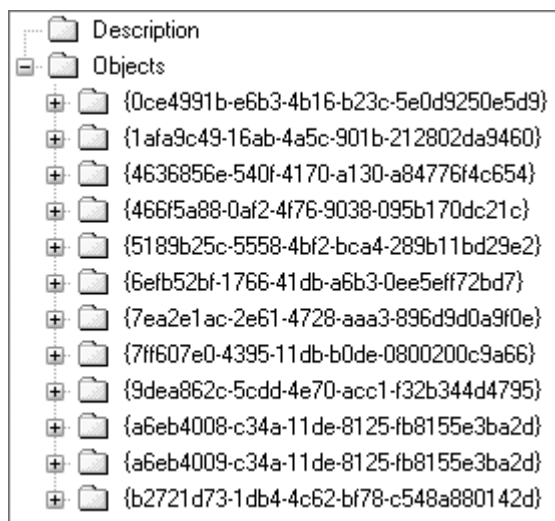 Description
Objects
{0ce4991b-e6b3-4b16-b23c-5e0d9250e5d9}
{1afa9c49-16ab-4a5c-901b-212802da9460}
{4636856e-540f-4170-a130-a84776f4c654}
{466f5a88-0af2-4f76-9038-095b170dc21c}
{5189b25c-5558-4bf2-bca4-289b11bd29e2}
{6efb52bf-1766-41db-a6b3-0ee5eff72bd7}
{7ea2e1ac-2e61-4728-aaa3-896d9d0a9f0e}
{7ff607e0-4395-11db-b0de-0800200c9a66}
{9dea862c-5cdd-4e70-acc1-f32b344d4795}
{a6eb4008-c34a-11de-8125-fb8155e3ba2d}
{a6eb4009-c34a-11de-8125-fb8155e3ba2d}
{b2721d73-1db4-4c62-bf78-c548a880142d}